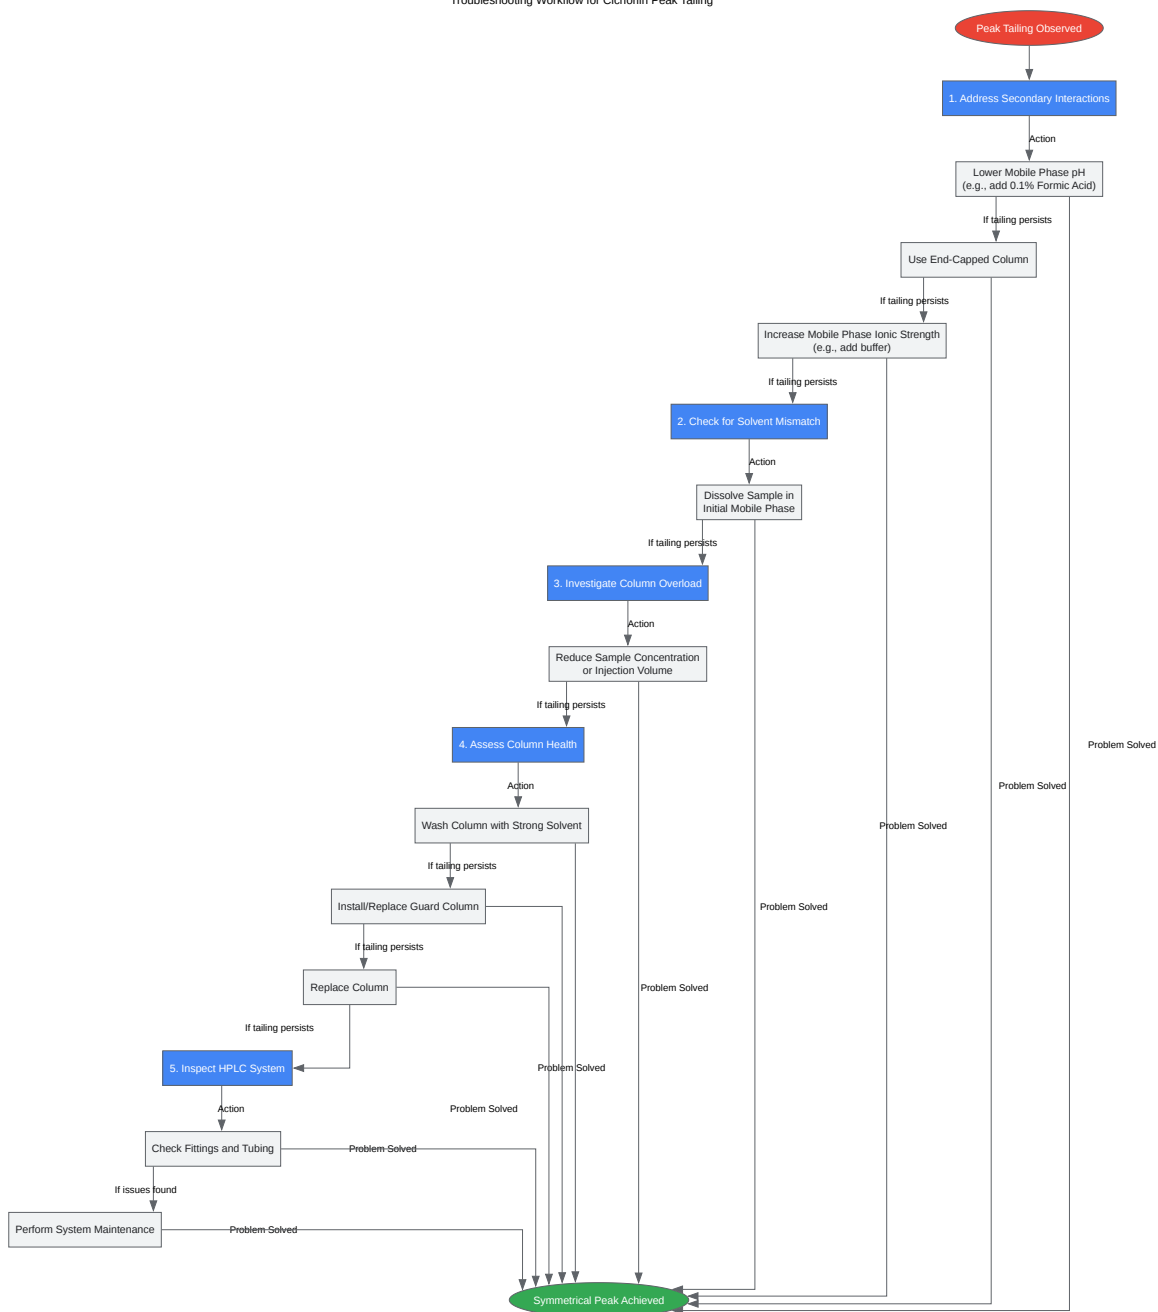 Troubleshooting Workflow for Cichoriin Peak Tailing
Peak Tailing Observed
1. Address Secondary Interactions
Action
Lower Mobile Phase pH
(e.g., add 0.1% Formic Acid)
If tailing persists
Use End-Capped Column
If tailing persists
Increase Mobile Phase Ionic Strength
(e.g., add buffer)
If tailing persists
2. Check for Solvent Mismatch
Action
Dissolve Sample in
Initial Mobile Phase
If tailing persists
3. Investigate Column Overload
Action
Reduce Sample Concentration
or Injection Volume
If tailing persists
4. Assess Column Health
Problem Solved
Action
Problem Solved
Wash Column with Strong Solvent
Problem Solved
If tailing persists
Install/Replace Guard Column
Problem Solved
If tailing persists
Replace Column
Problem Solved
If tailing persists
5. Inspect HPLC System
Problem Solved
Action
Problem Solved
Check Fittings and Tubing
Problem Solved
If issues found
Perform System Maintenance
Problem Solved
Symmetrical Peak Achieved